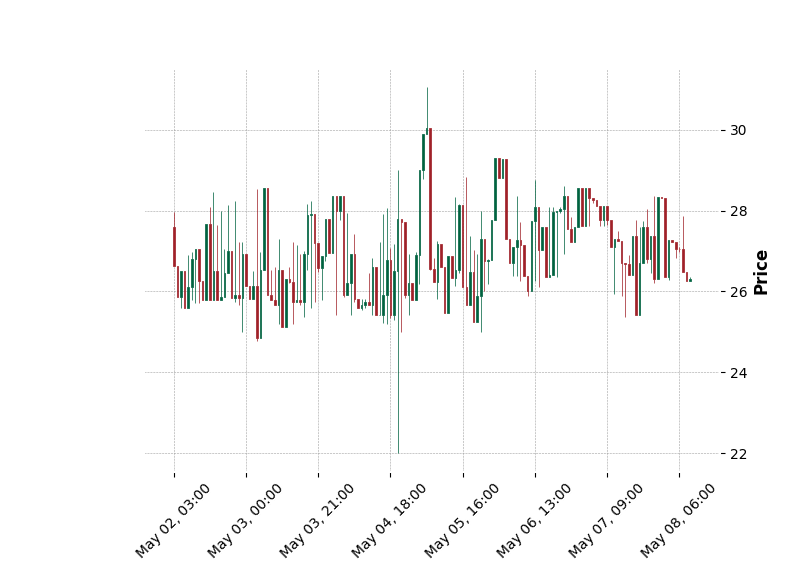 30
28
26
24
22
Price
May 02, 03:00
May 03, 00:00
May 03, 21:00
May 04, 18:00
May 05, 16:00
May 06, 13:00
May 07, 09:00
May 08, 06:00